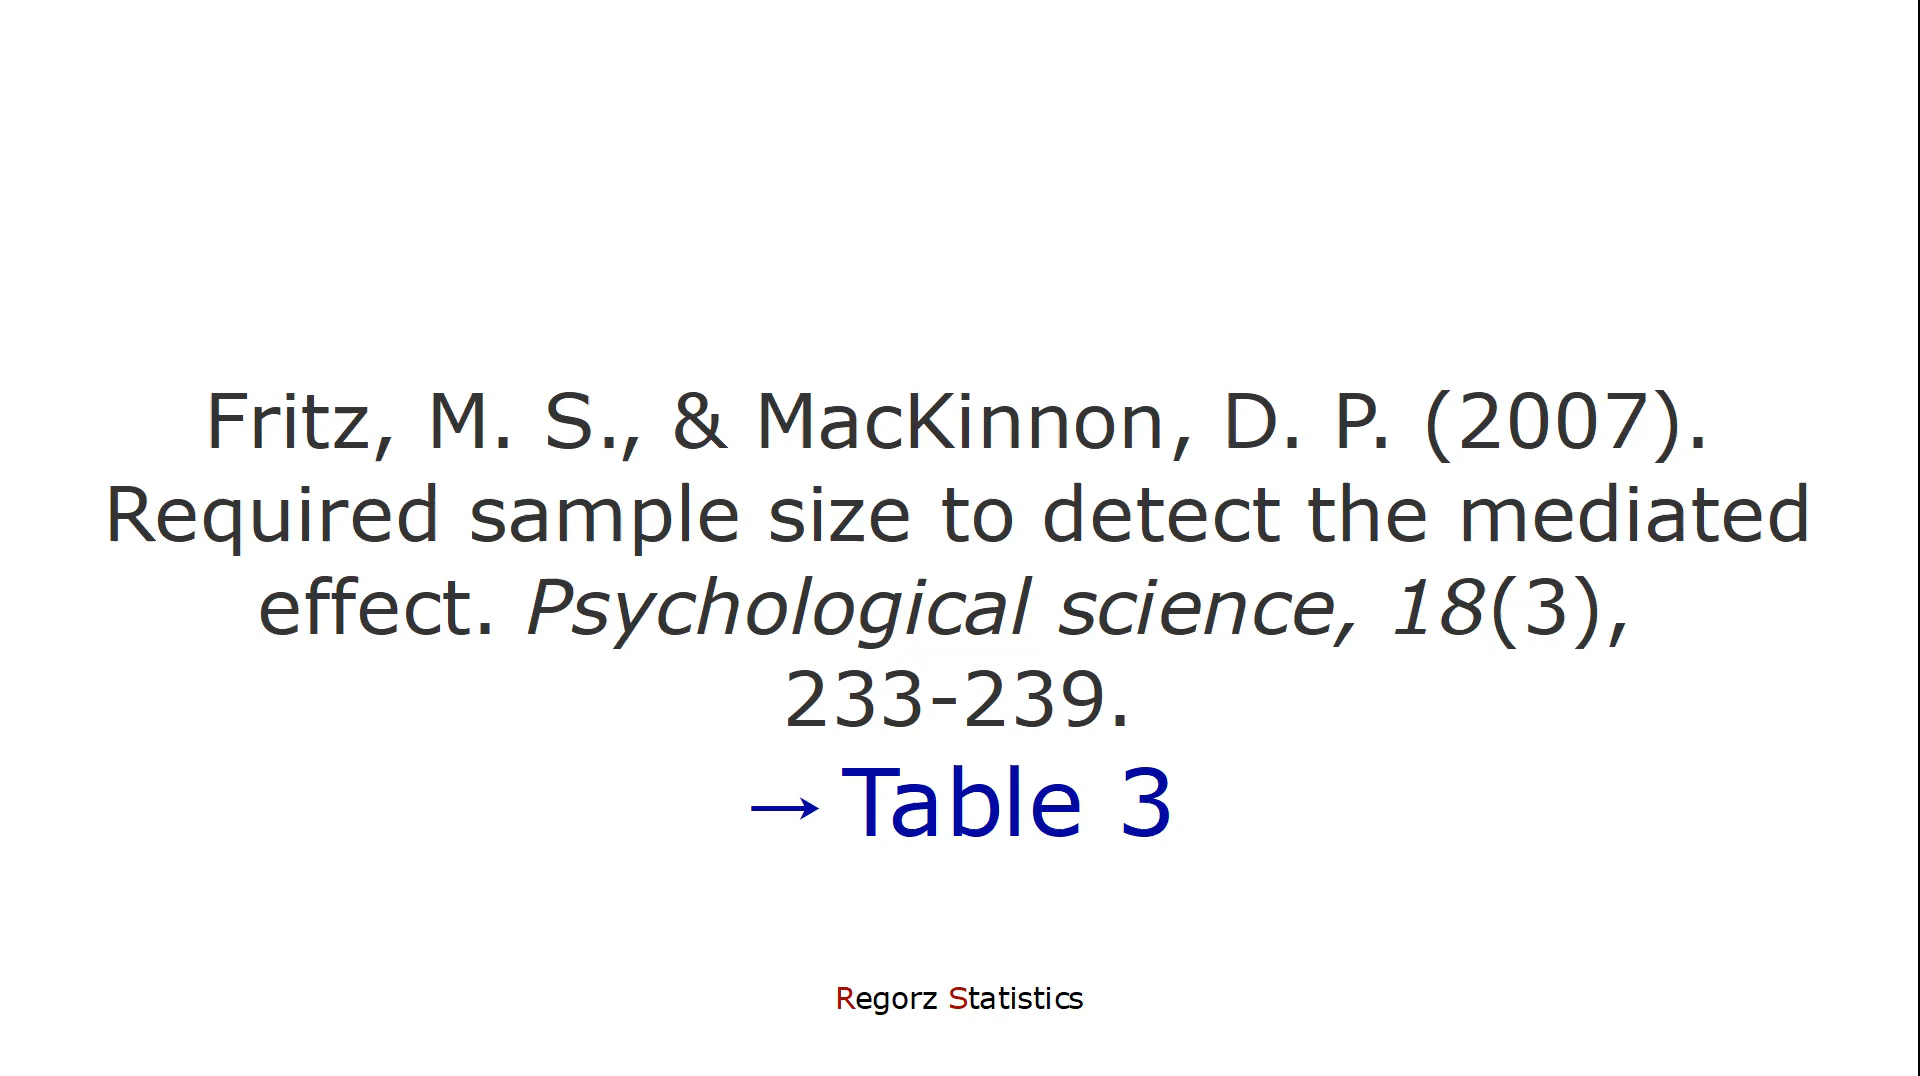 Fritz, M. S., & MacKinnon, D. P. (2007).
Required sample size to detect the mediated
effect. Psychological science, 18(3),
233-239.
→ Table 3
Regorz Statistics